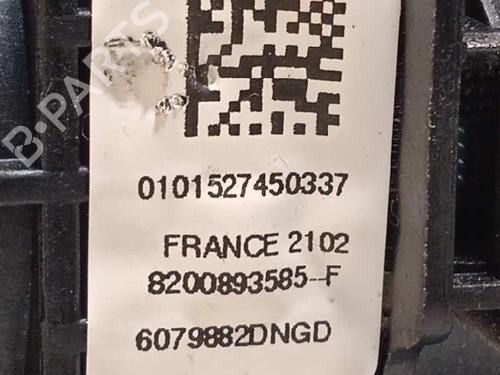 B-PARTS
0101527450337
FRANCE 2102
8200893585--F
6079882DNGD